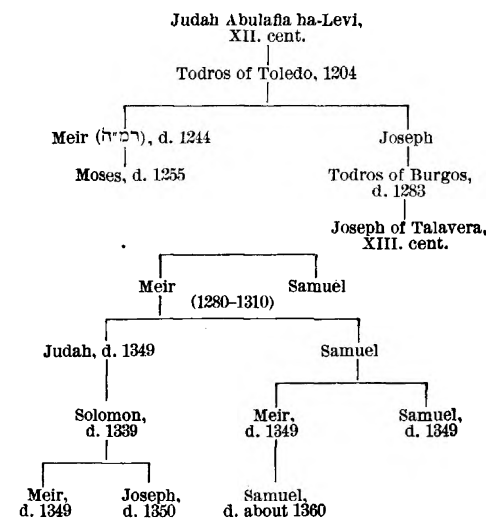 Judah Abulafia ha-Levi,
XII. cent.
Todros of Toledo, 1204
Meir (רמ״ה), d. 1244
Joseph
Moses, d. 1255
Todros of Burgos,
d. 1283
Joseph of Talavera,
XIII. cent.
Meir
Samuel
(1280–1310)
Judah, d. 1349
Samuel
Solomon,
d. 1339
Meir,
d. 1349
Samuel,
d. 1349
Meir,
d. 1349
Joseph,
d. 1350
Samuel,
d. about 1360